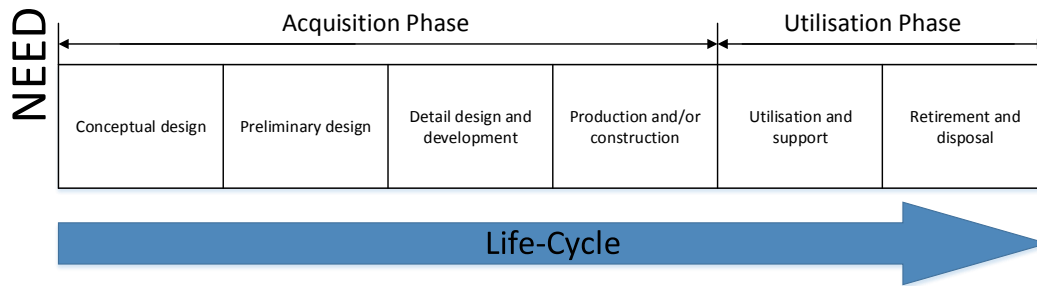 NEED
Acquisition Phase
Utilisation Phase
Conceptual design
Preliminary design
Detail design and
development
Production and/or
construction
Utilisation and
support
Retirement and
disposal
Life-Cycle